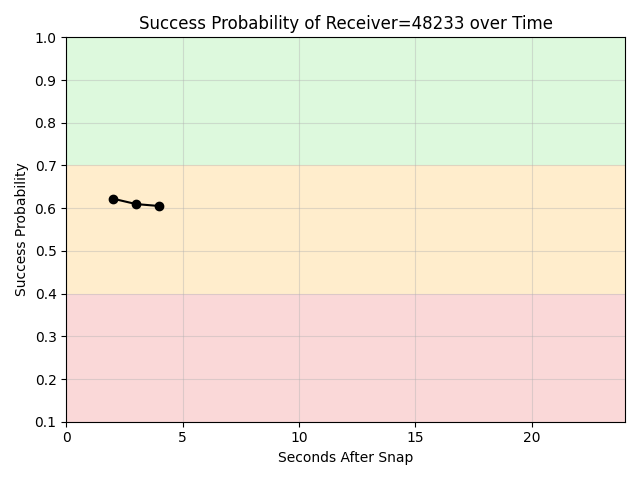 Success Probability of Receiver=48233 over Time
1.0
0.9
0.8
0.7
0.6
0.5
0.4
0.3
0.2
0.1
Success Probability
0 5 10 15 20
Seconds After Snap